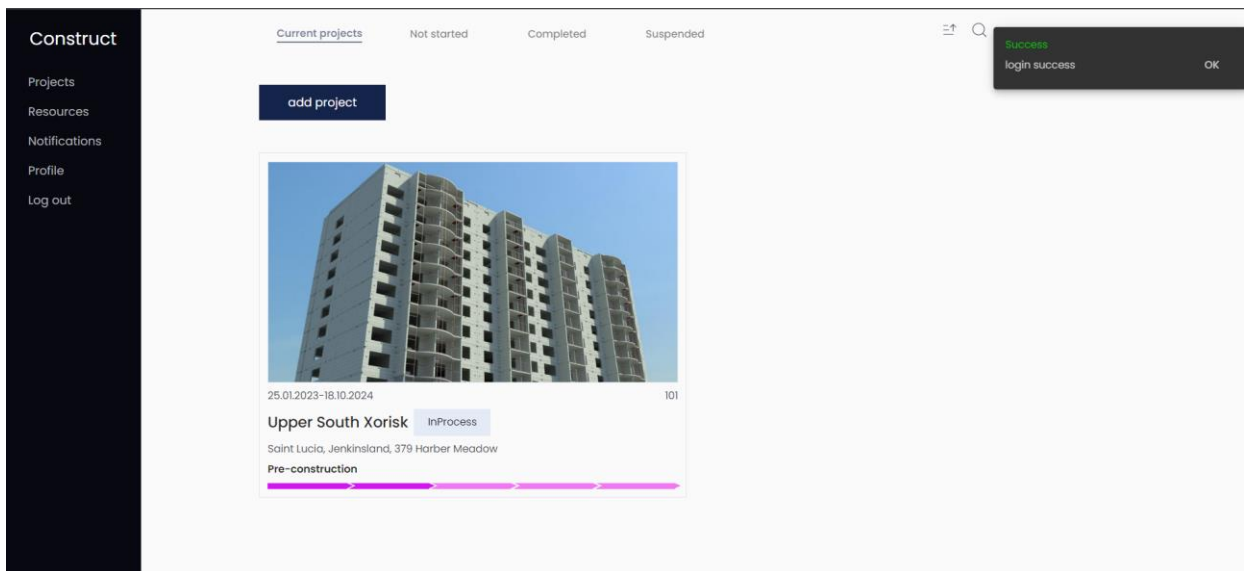 Construct
Projects
Resources
Notifications
Profile
Log out
Current projects Not started Completed Suspended
Success
login success OK
add project
25.01.2023-18.10.2024 101
Upper South Xorisk InProcess
Saint Lucia, Jenkinsland, 379 Harber Meadow
Pre-construction